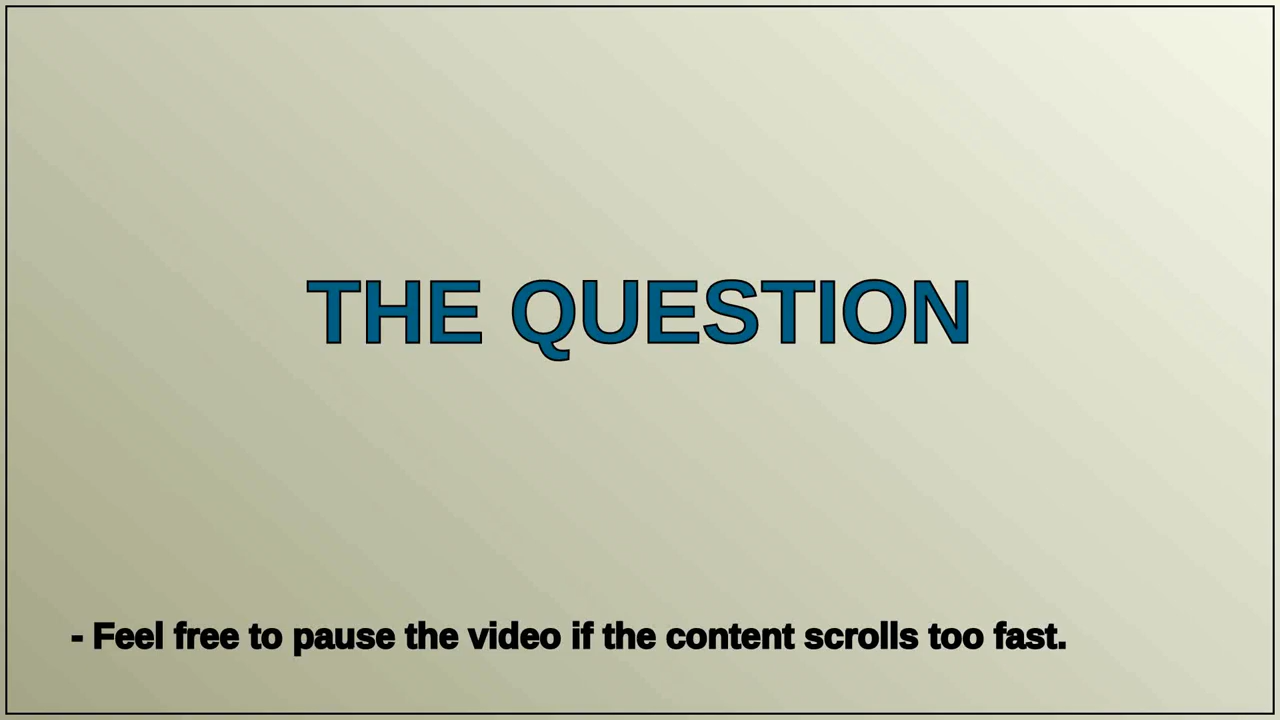 THE QUESTION
- Feel free to pause the video if the content scrolls too fast.